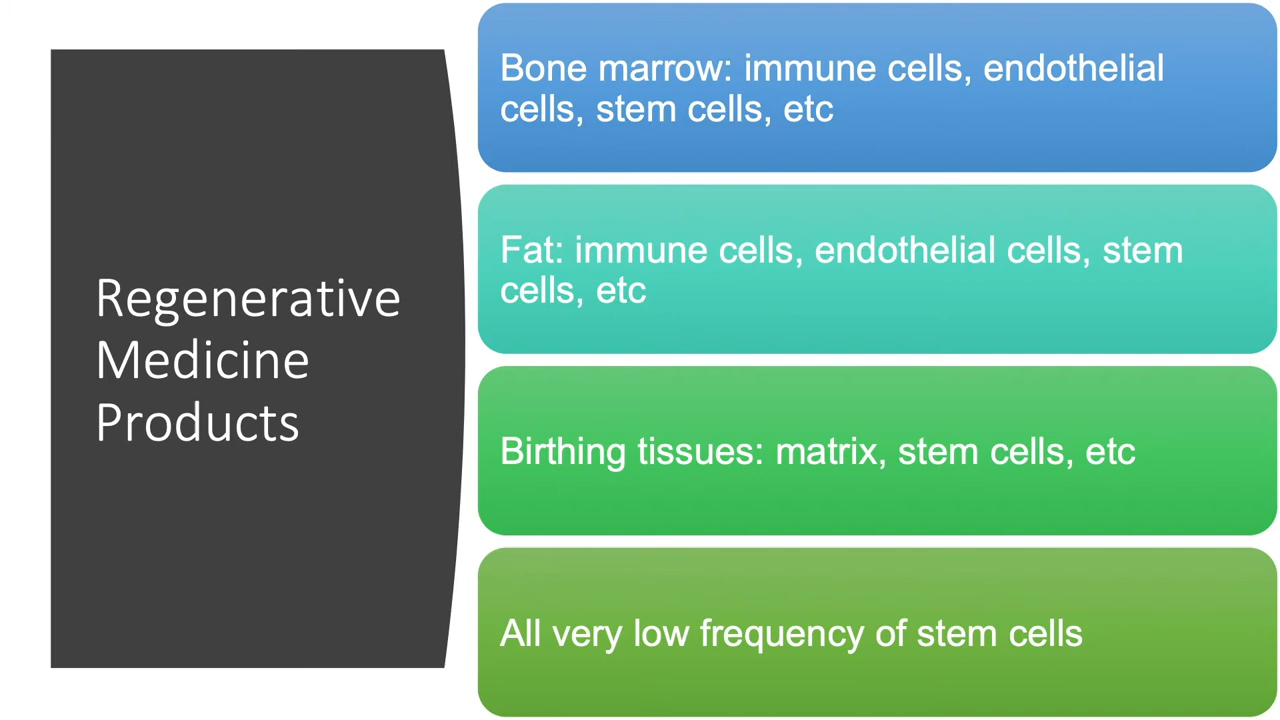 Regenerative
Medicine
Products
Bone marrow: immune cells, endothelial
cells, stem cells, etc
Fat: immune cells, endothelial cells, stem
cells, etc
Birthing tissues: matrix, stem cells, etc
All very low frequency of stem cells